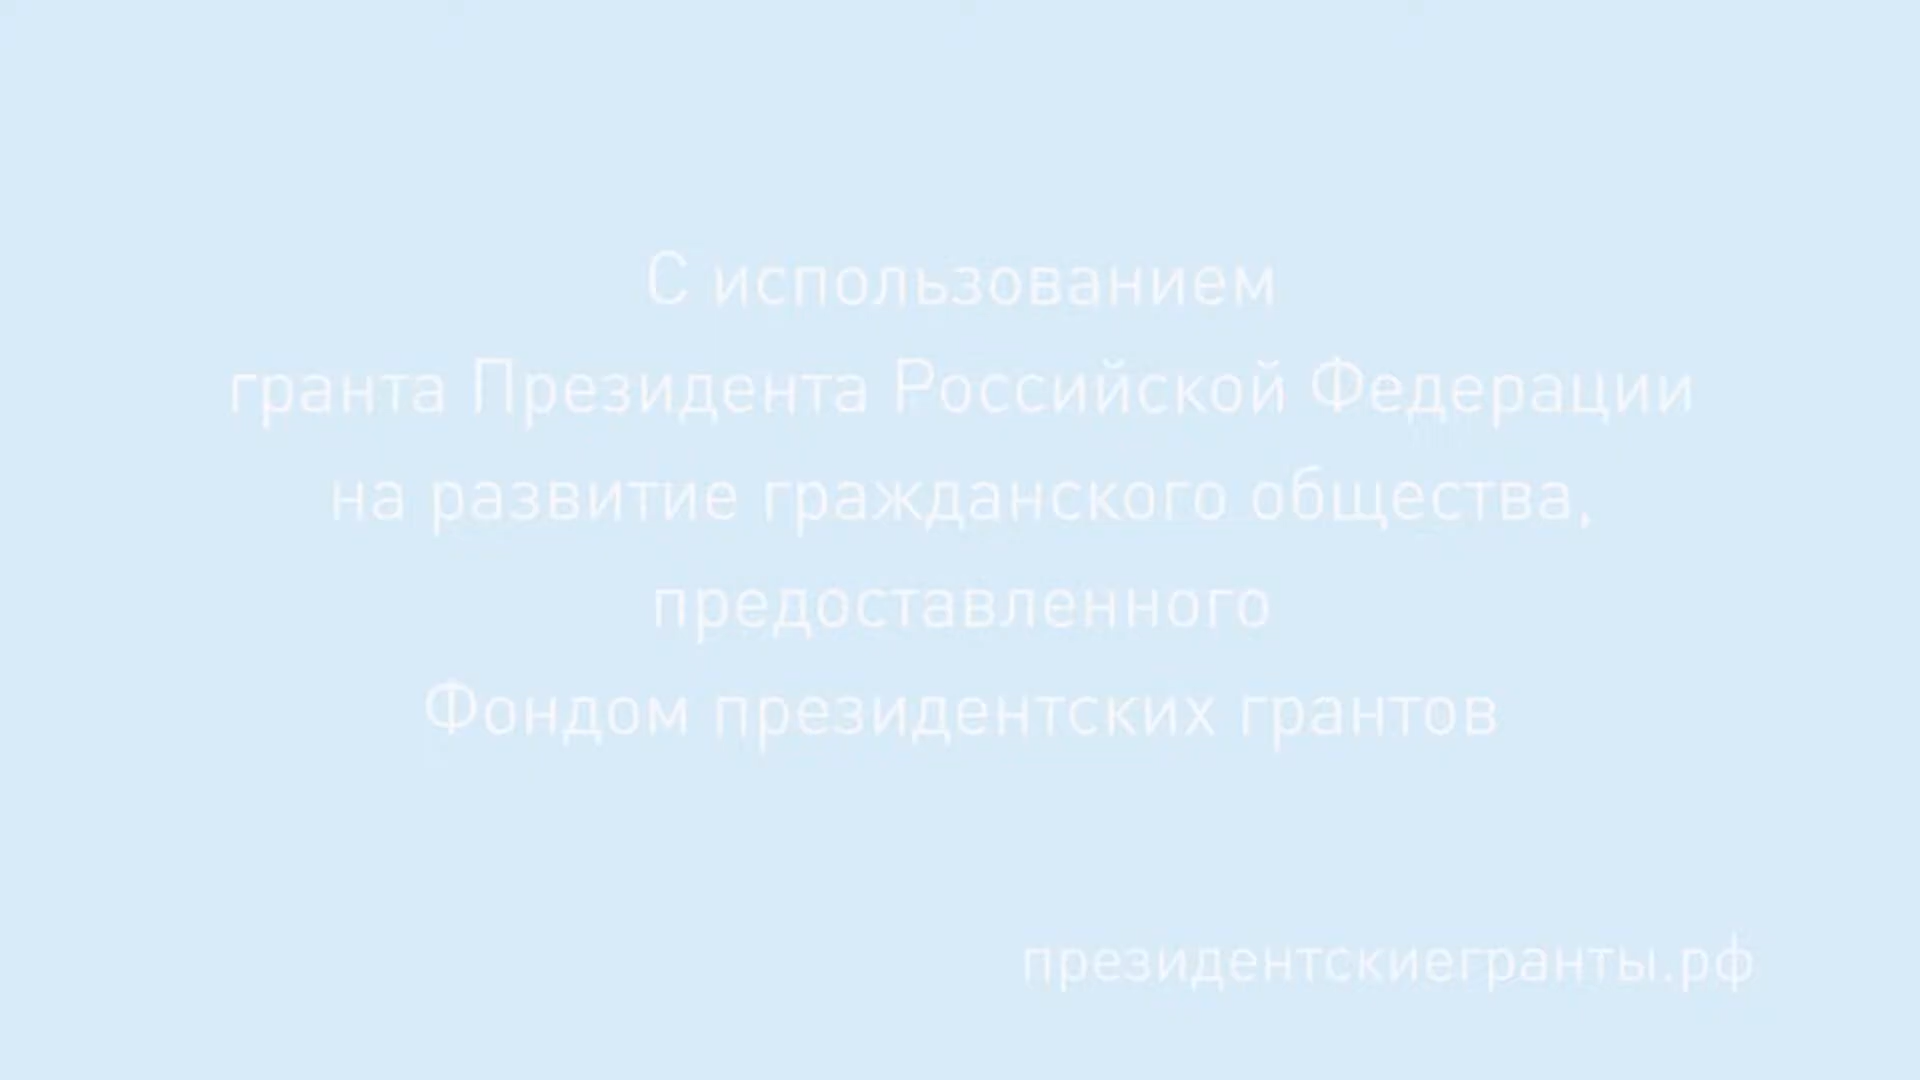 С использованием
гранта Президента Российской Федерации
на развитие гражданского общества,
предоставленного
Фондом президентских грантов
президентскиегранты.рф